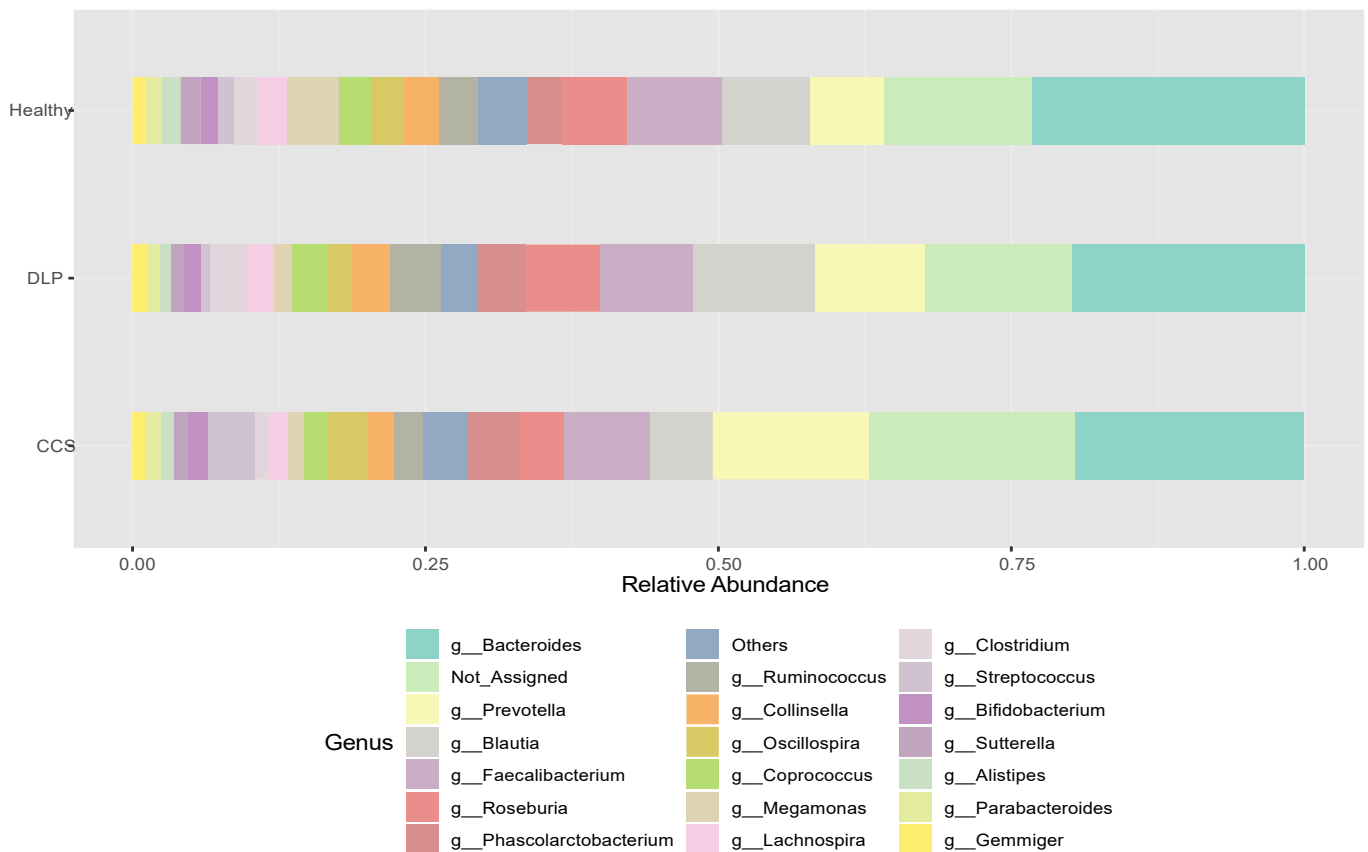 Healthy
DLP
CCS
0.00 0.25 0.50 0.75 1.00
Relative Abundance
Genus
g__Bacteroides
Not_Assigned
g__Prevotella
g__Blautia
g__Faecalibacterium
g__Roseburia
g__Phascolarctobacterium
Others
g__Ruminococcus
g__Collinsella
g__Oscillospira
g__Coprococcus
g__Megamonas
g__Lachnospira
g__Clostridium
g__Streptococcus
g__Bifidobacterium
g__Sutterella
g__Alistipes
g__Parabacteroides
g__Gemmiger